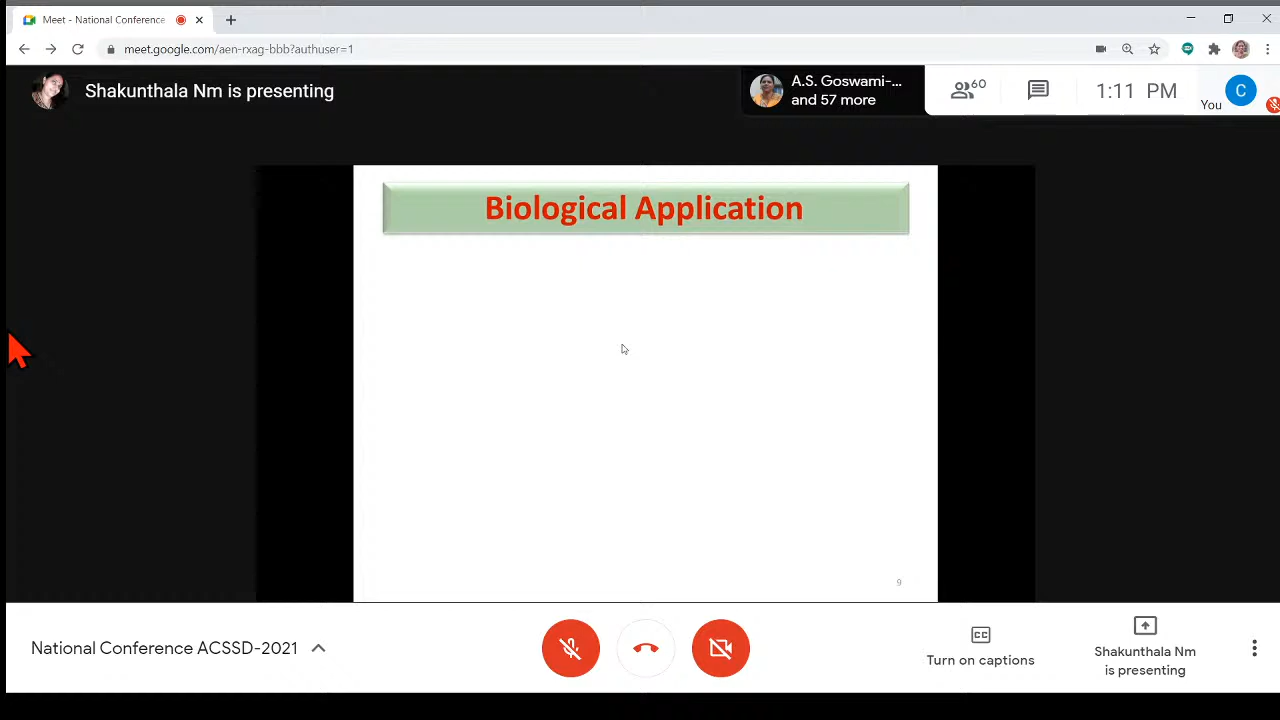 Meet - National Conference
meet.google.com/aen-rxag-bbb?authuser=1
Shakunthala Nm is presenting
A.S. Goswami-...
and 57 more
60
1:11 PM
You
C
Biological Application
9
National Conference ACSSD-2021
CC
Turn on captions
Shakunthala Nm
is presenting